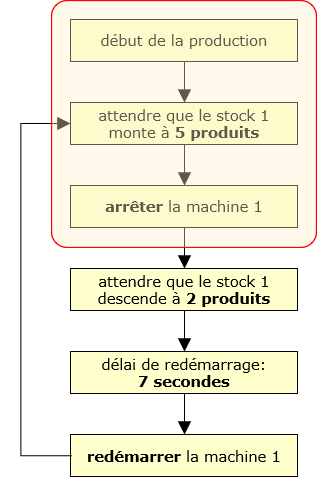 début de la production
attendre que le stock 1
monte à 5 produits
arrêter la machine 1
attendre que le stock 1
descende à 2 produits
délai de redémarrage:
7 secondes
redémarrer la machine 1